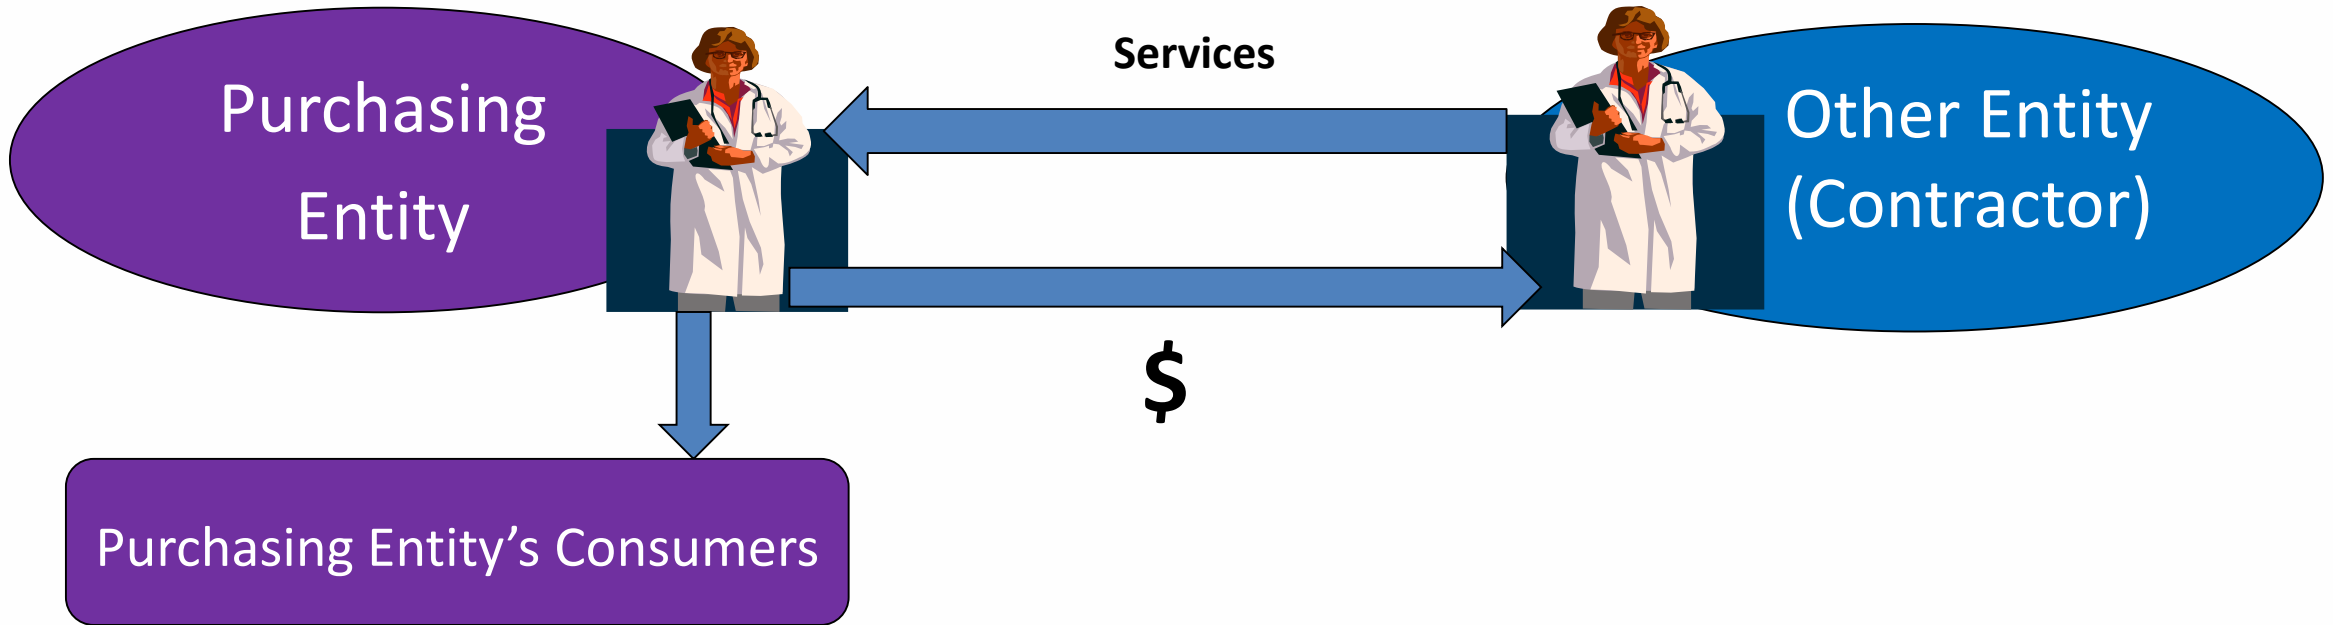 Purchasing
Entity
Services
Other Entity
(Contractor)
$
Purchasing Entity’s Consumers